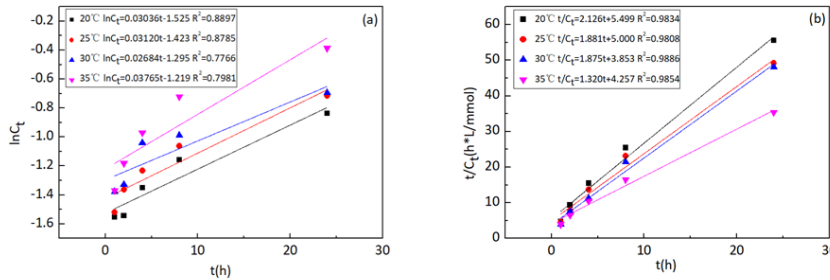 (a)
20℃ lnCt=0.03036t-1.525 R²=0.8897
25℃ lnCt=0.03120t-1.423 R²=0.8785
30℃ lnCt=0.02684t-1.295 R²=0.7766
35℃ lnCt=0.03765t-1.219 R²=0.7981
lnCt
-0.2
-0.4
-0.6
-0.8
-1.0
-1.2
-1.4
-1.6
0 10 20 30
t(h)
(b)
20℃ t/Ct=2.126t+5.499 R²=0.9834
25℃ t/Ct=1.881t+5.000 R²=0.9808
30℃ t/Ct=1.875t+3.853 R²=0.9886
35℃ t/Ct=1.320t+4.257 R²=0.9854
t/Ct(h*L/mmol)
60
50
40
30
20
10
0
0 10 20 30
t(h)